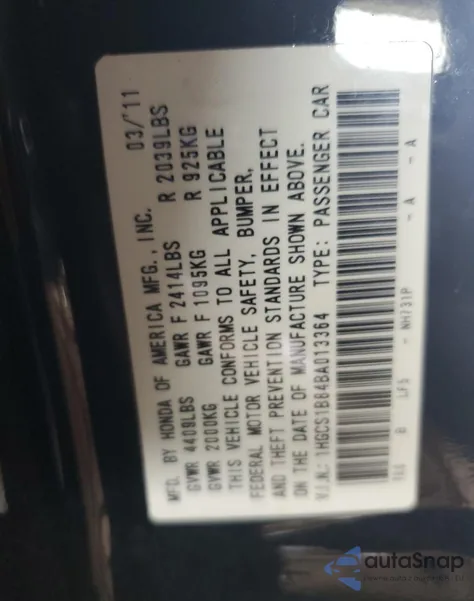 MFD. BY HONDA OF AMERICA MFG., INC. 03/'11
GVWR 4409LBS GAWR F 2414LBS R 2039LBS
GVWR 2000KG GAWR F 1095KG R 925KG
THIS VEHICLE CONFORMS TO ALL APPLICABLE
FEDERAL MOTOR VEHICLE SAFETY, BUMPER,
AND THEFT PREVENTION STANDARDS IN EFFECT
ON THE DATE OF MANUFACTURE SHOWN ABOVE.
V.I.N.: 1HGCS1B64BA013364 TYPE: PASSENGER CAR
B LFS - NH731P - A - A
autoSnap